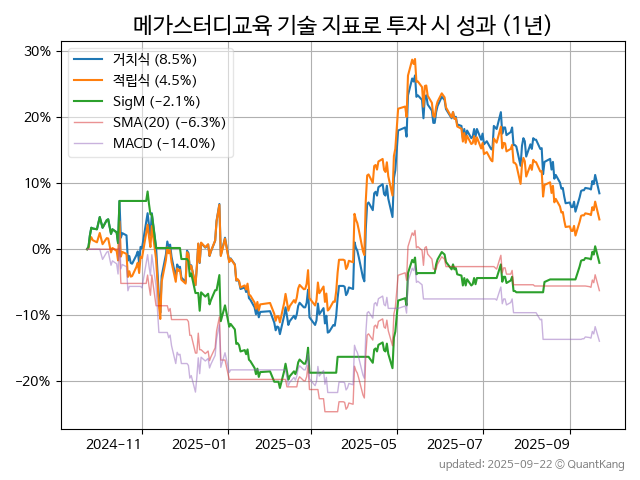 메가스터디교육 기술 지표로 투자 시 성과 (1년)
30%
20%
10%
0%
−10%
−20%
거치식 (8.5%)
적립식 (4.5%)
SigM (−2.1%)
SMA(20) (−6.3%)
MACD (−14.0%)
2024-11
2025-01
2025-03
2025-05
2025-07
2025-09
updated: 2025-09-22 © QuantKang